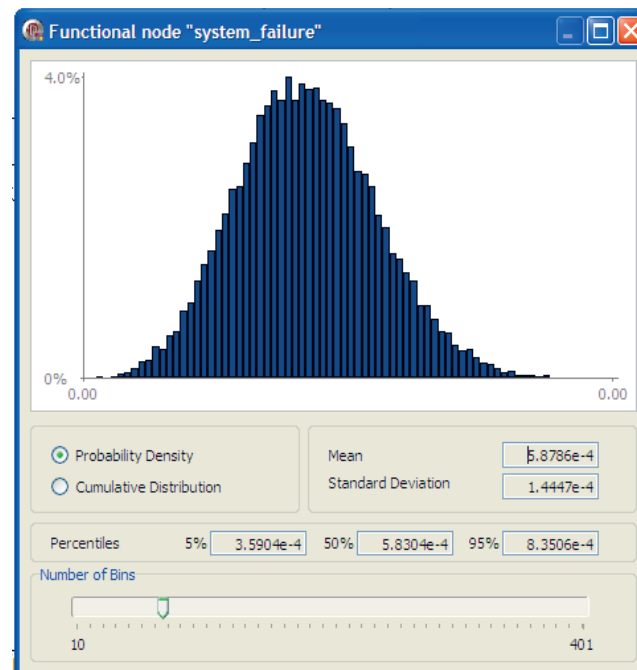 Functional node "system_failure"
4.0%
0%
0.00 0.00
Probability Density
Cumulative Distribution
Mean 5.8786e-4
Standard Deviation 1.4447e-4
Percentiles 5% 3.5904e-4 50% 5.8304e-4 95% 8.3506e-4
Number of Bins
10 401